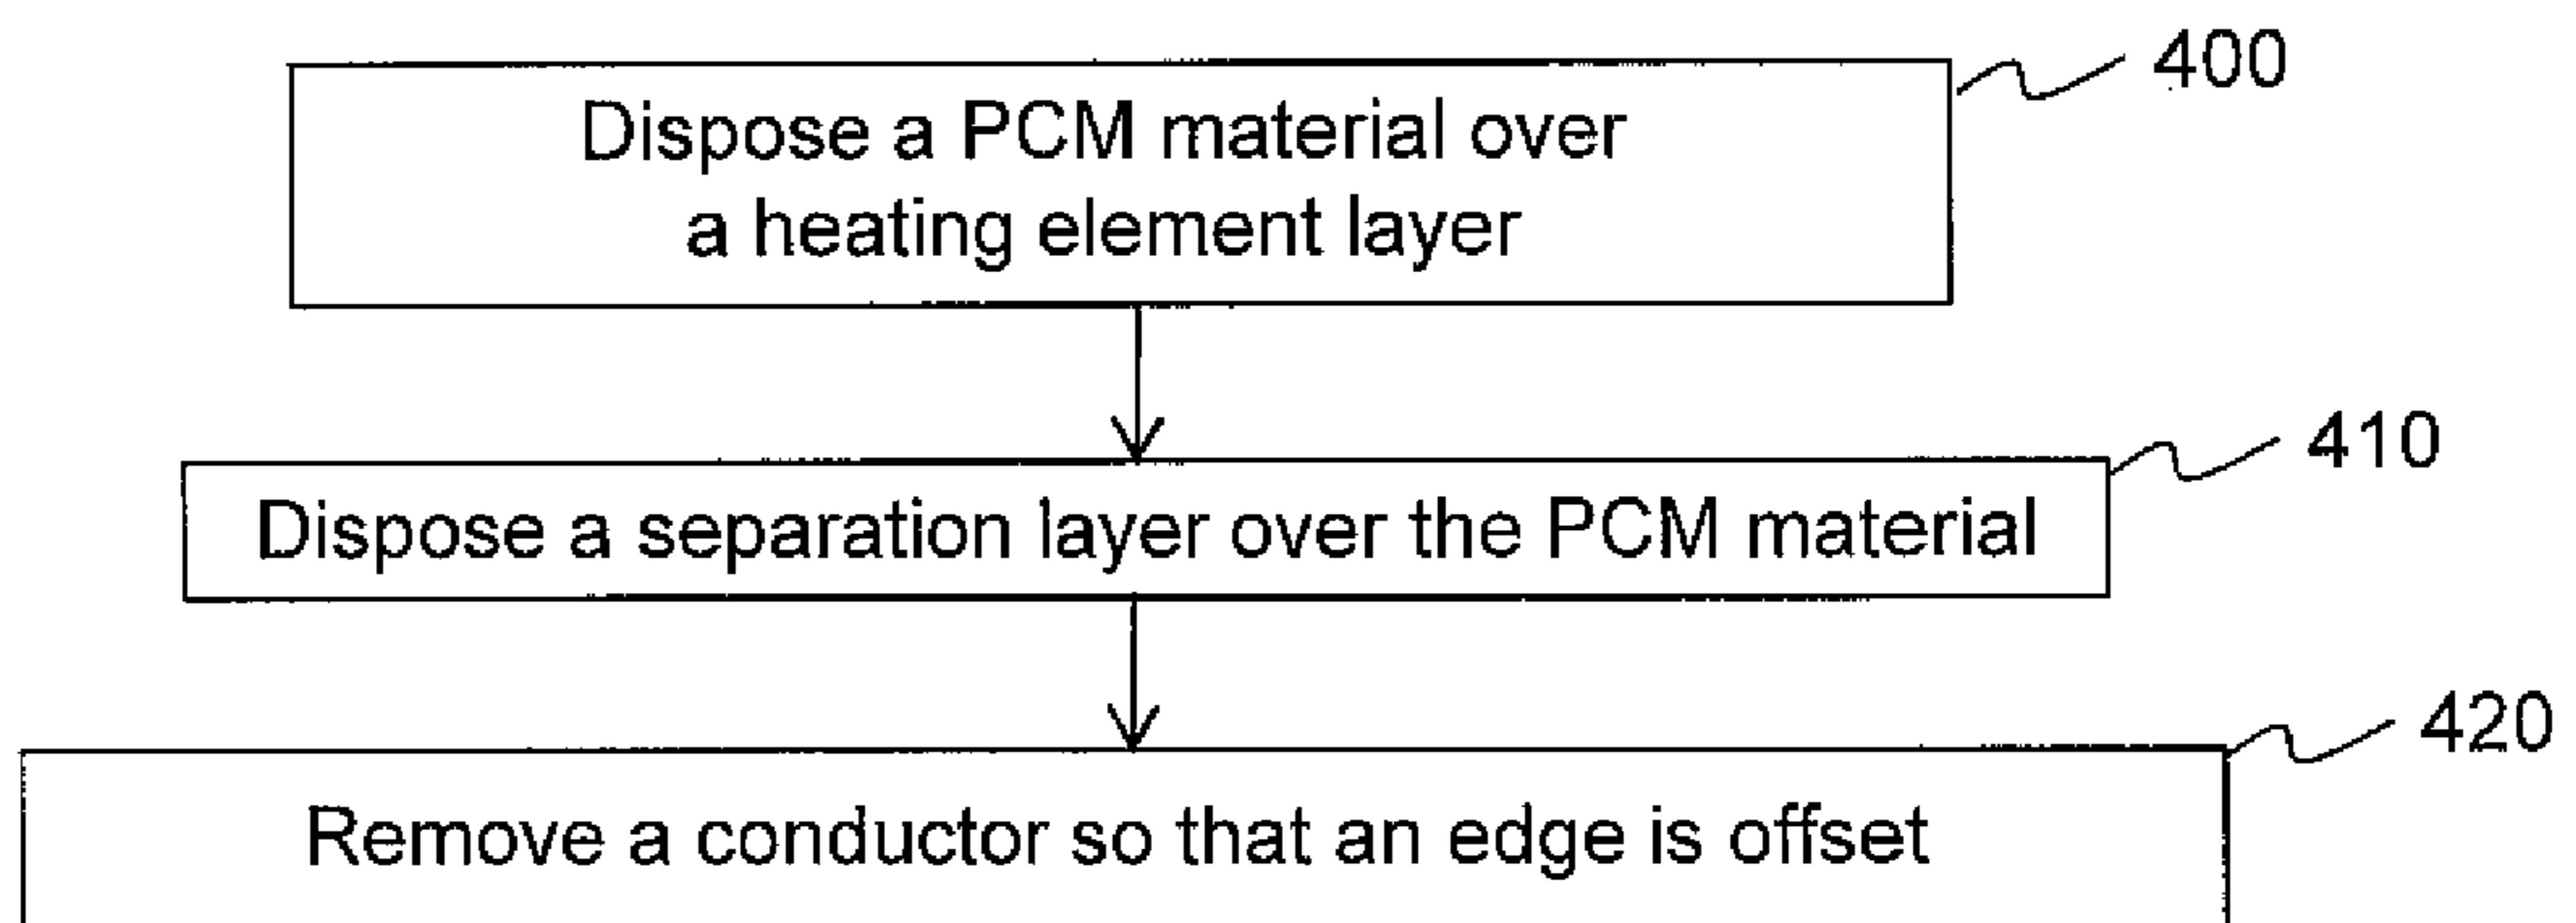 400
Dispose a PCM material over
a heating element layer
410
Dispose a separation layer over the PCM material
420
Remove a conductor so that an edge is offset